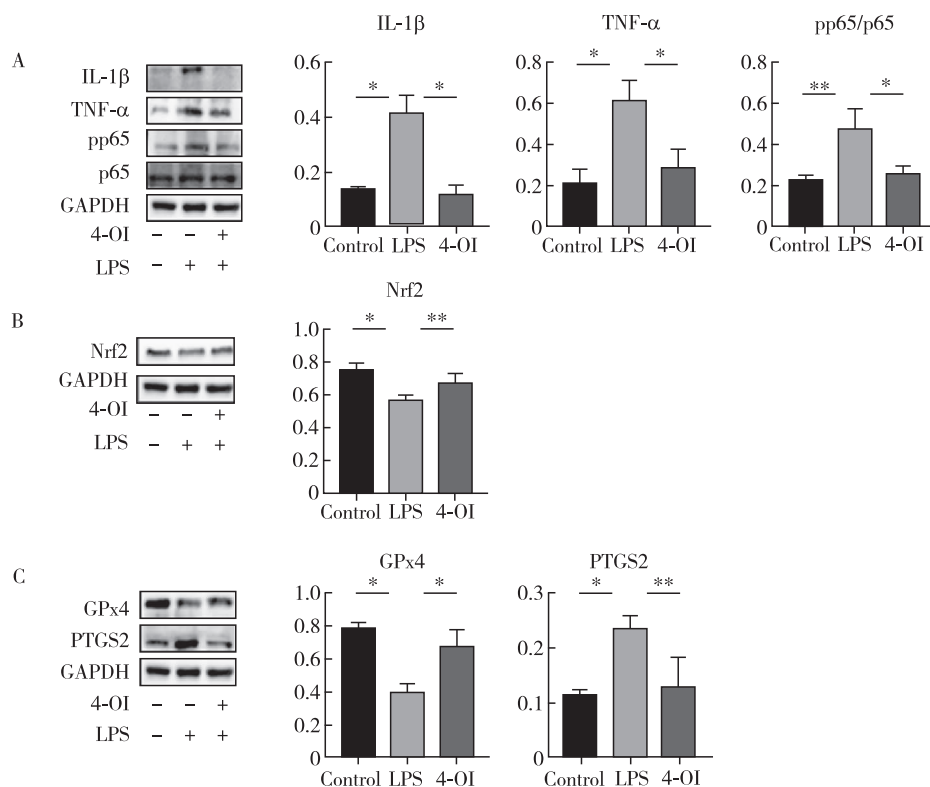 A
IL-1β
TNF-α
pp65
p65
GAPDH
4-OI − − +
LPS − + +
IL-1β
0.6
0.4
0.2
0
* *
Control LPS 4-OI
TNF-α
0.8
0.6
0.4
0.2
0
* *
Control LPS 4-OI
pp65/p65
0.8
0.6
0.4
0.2
0
** *
Control LPS 4-OI
B
Nrf2
GAPDH
4-OI − − +
LPS − + +
Nrf2
1.0
0.8
0.6
0.4
0.2
0
* **
Control LPS 4-OI
C
GPx4
PTGS2
GAPDH
4-OI − − +
LPS − + +
GPx4
1.0
0.8
0.6
0.4
0.2
0
* *
Control LPS 4-OI
PTGS2
0.3
0.2
0.1
0
* **
Control LPS 4-OI